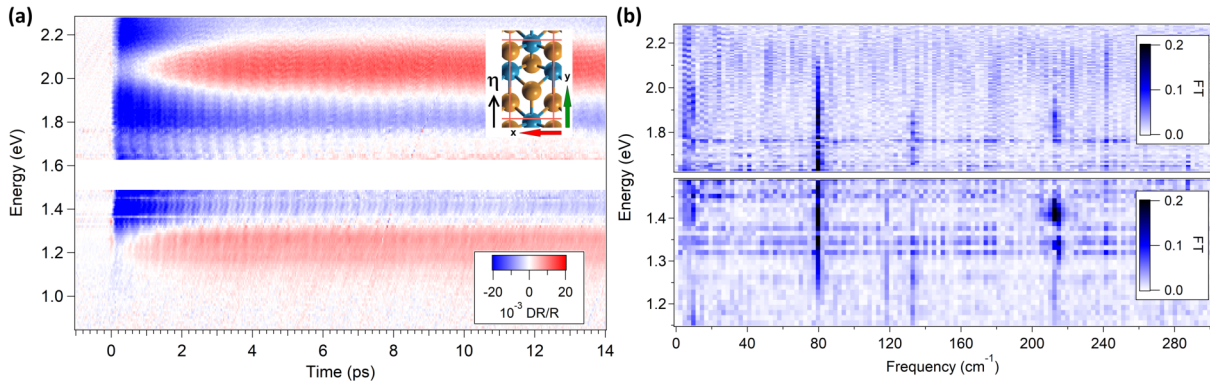 (a)
2.2
2.0
1.8
1.6
1.4
1.2
1.0
Energy (eV)
η
y
x
-20 0 20
10⁻³ DR/R
0 2 4 6 8 10 12 14
Time (ps)
(b)
2.2
2.0
1.8
1.4
1.3
1.2
Energy (eV)
0.2
0.1
0.0
FT
0.2
0.1
0.0
FT
0 40 80 120 160 200 240 280
Frequency (cm⁻¹)